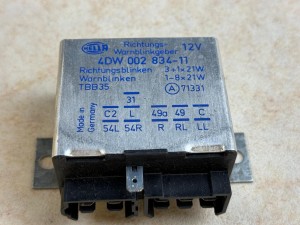 HELLA
Richtungs- 12V
Warnblinkgeber
4DW 002 834-11
Richtungsblinken 3+1×21W
Warnblinken 1-8×21W
TBB35 A 71331
Made in
Germany
31
C2 L 49a 49 C
54L 54R R RL LL